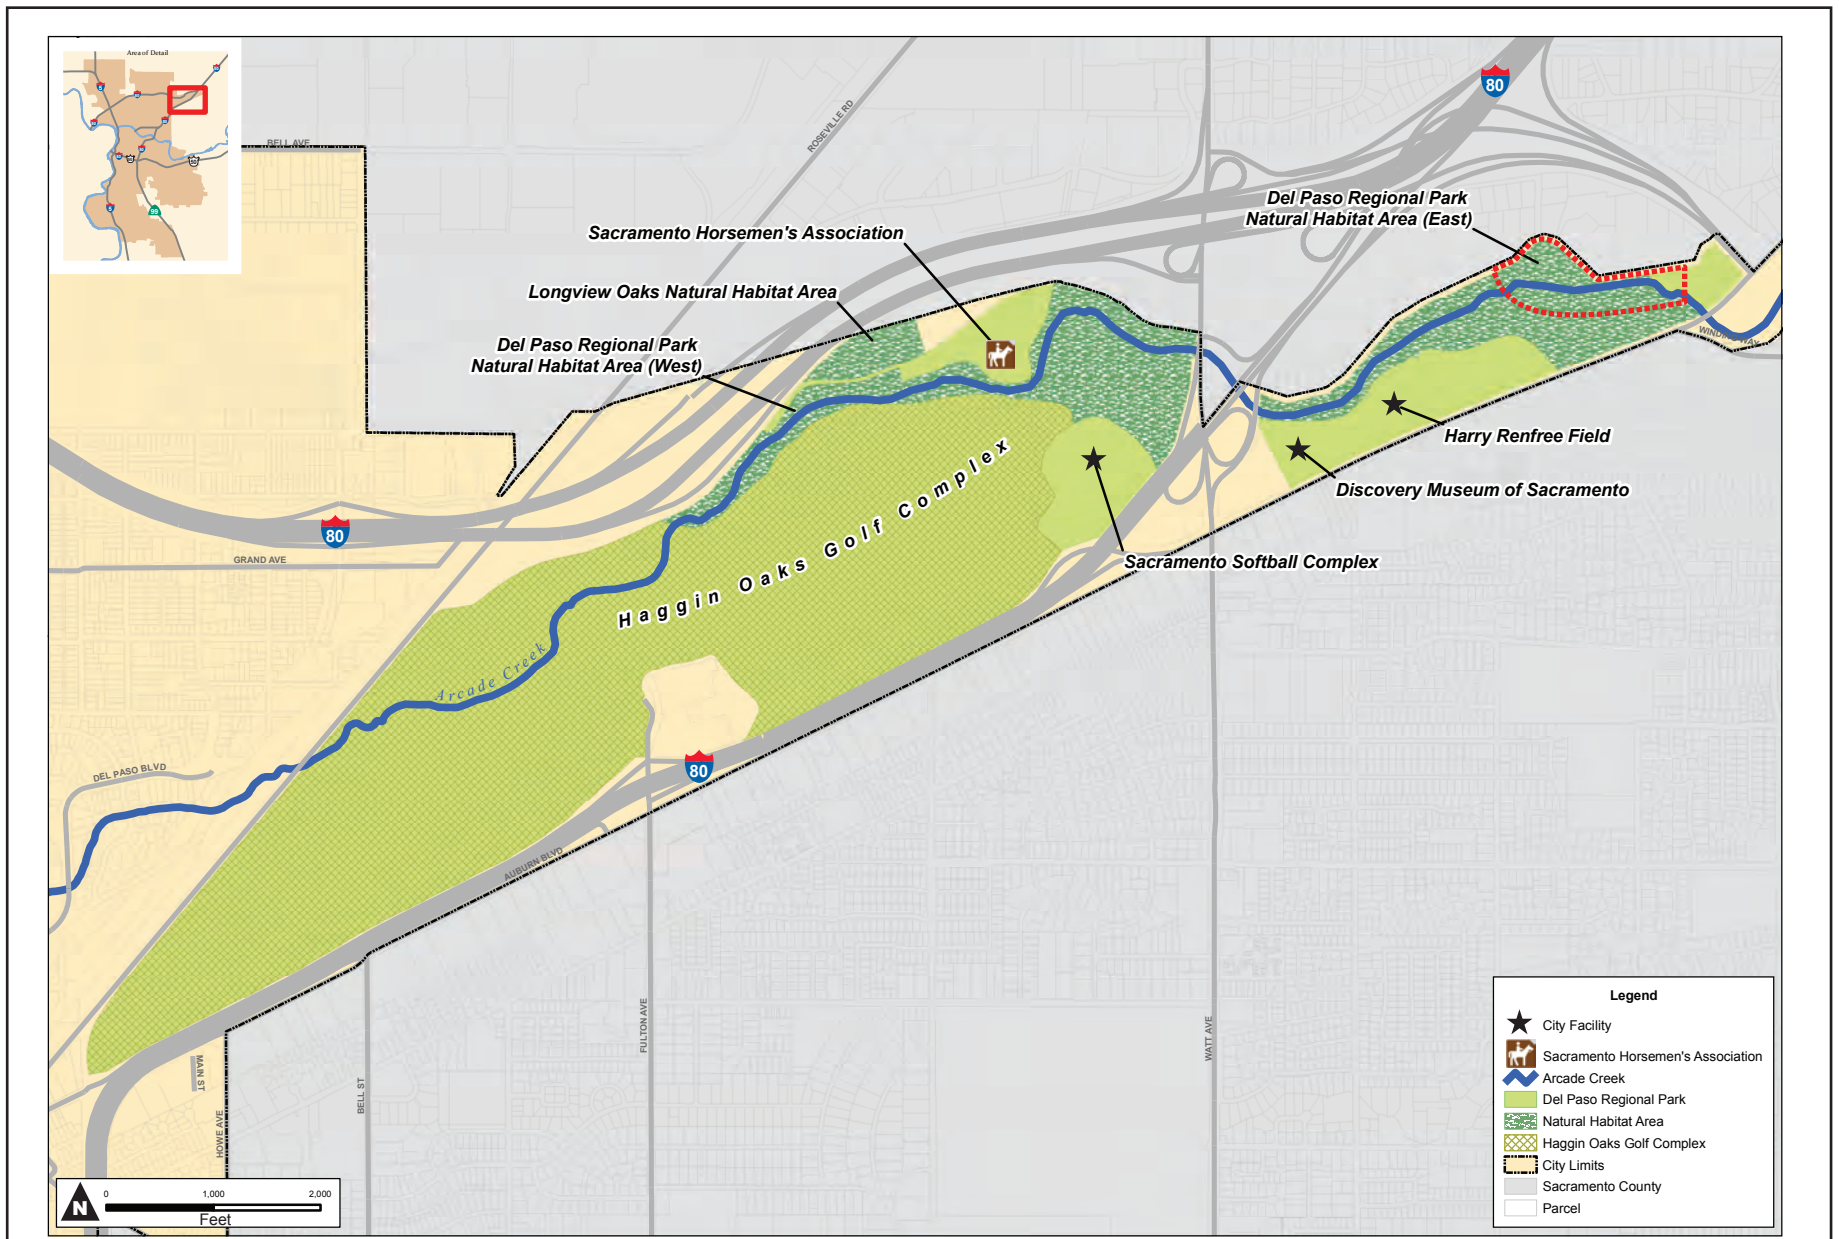 Area of Detail
BELL AVE
ROSEVILLE RD
80
Del Paso Regional Park
Natural Habitat Area (East)
Sacramento Horsemen's Association
Longview Oaks Natural Habitat Area
Del Paso Regional Park
Natural Habitat Area (West)
WINDING WAY
Harry Renfree Field
Discovery Museum of Sacramento
Haggin Oaks Golf Complex
80
GRAND AVE
Sacramento Softball Complex
Arcade Creek
DEL PASO BLVD
80
AUBURN BLVD
FULTON AVE
WATT AVE
MAIN ST
BELL ST
HOWE AVE
5
5
99
N
0 1,000 2,000
Feet
Legend
City Facility
Sacramento Horsemen's Association
Arcade Creek
Del Paso Regional Park
Natural Habitat Area
Haggin Oaks Golf Complex
City Limits
Sacramento County
Parcel